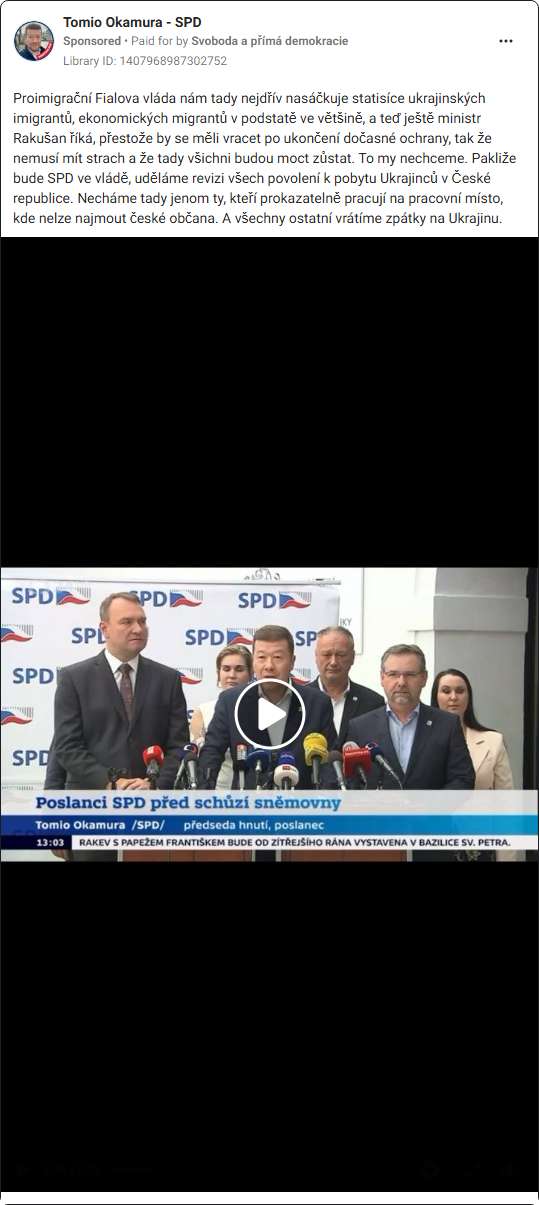 Tomio Okamura - SPD
Sponsored • Paid for by Svoboda a přímá demokracie
Library ID: 1407968987302752
Proimigrační Fialova vláda nám tady nejdřív nasáčkuje statisíce ukrajinských
imigrantů, ekonomických migrantů v podstatě ve většině, a teď ještě ministr
Rakušan říká, přestože by se měli vracet po ukončení dočasné ochrany, tak že
nemusí mít strach a že tady všichni budou moct zůstat. To my nechceme. Pakliže
bude SPD ve vládě, uděláme revizi všech povolení k pobytu Ukrajinců v České
republice. Necháme tady jenom ty, kteří prokazatelně pracují na pracovní místo,
kde nelze najmout české občana. A všechny ostatní vrátíme zpátky na Ukrajinu.
SPD SPD SPD
SPD SPD SPD
SPD
SPD
Poslanci SPD před schůzí sněmovny
Tomio Okamura /SPD/ předseda hnutí, poslanec
13:03 RAKEV S PAPEŽEM FRANTIŠKEM BUDE OD ZÍTŘEJŠÍHO RÁNA VYSTAVENA V BAZILICE SV. PETRA.